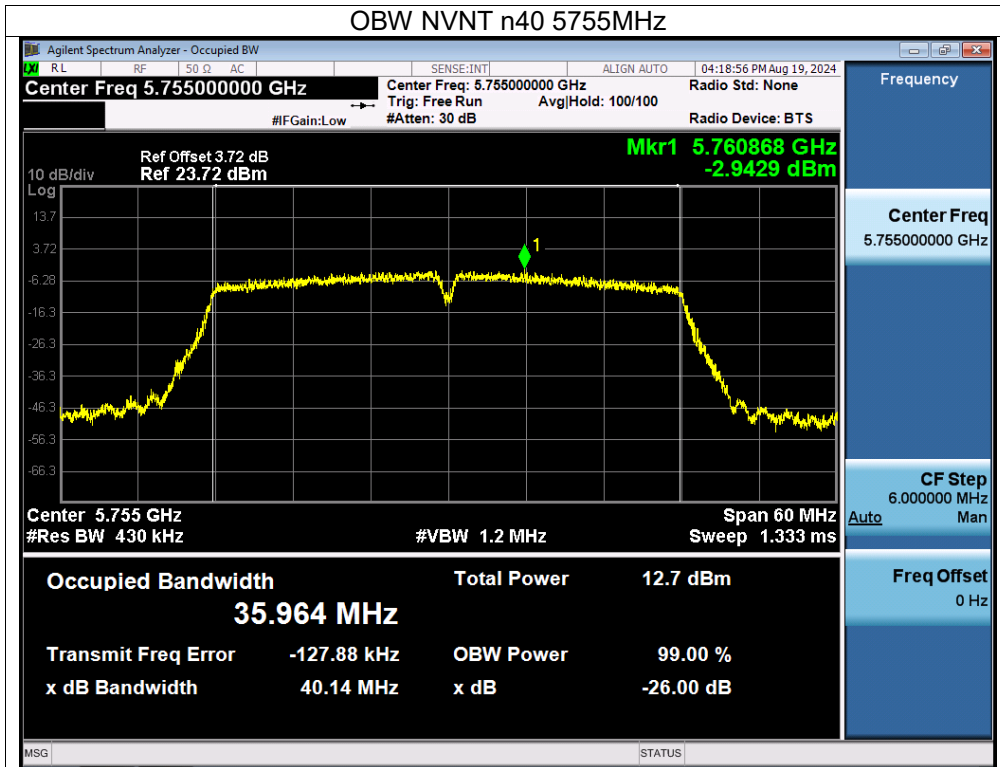 OBW NVNT n40 5755MHz
Agilent Spectrum Analyzer - Occupied BW
LXI RL RF 50 Ω AC SENSE:INT ALIGN AUTO 04:18:56 PM Aug 19, 2024
Center Freq 5.755000000 GHz
#IFGain:Low
Center Freq: 5.755000000 GHz
Trig: Free Run Avg|Hold: 100/100
#Atten: 30 dB
Radio Std: None
Radio Device: BTS
Mkr1 5.760868 GHz
-2.9429 dBm
Ref Offset 3.72 dB
10 dB/div Ref 23.72 dBm
Log
13.7
3.72
-6.28
-16.3
-26.3
-36.3
-46.3
-56.3
-66.3
1
Center 5.755 GHz Span 60 MHz
#Res BW 430 kHz #VBW 1.2 MHz Sweep 1.333 ms
Occupied Bandwidth Total Power 12.7 dBm
35.964 MHz
Transmit Freq Error -127.88 kHz OBW Power 99.00 %
x dB Bandwidth 40.14 MHz x dB -26.00 dB
MSG STATUS
Frequency
Center Freq
5.755000000 GHz
CF Step
6.000000 MHz
Auto Man
Freq Offset
0 Hz